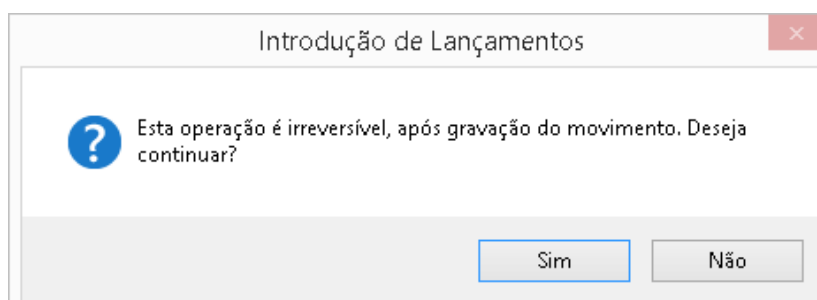 Introdução de Lançamentos
Esta operação é irreversível, após gravação do movimento. Deseja
continuar?
Sim
Não